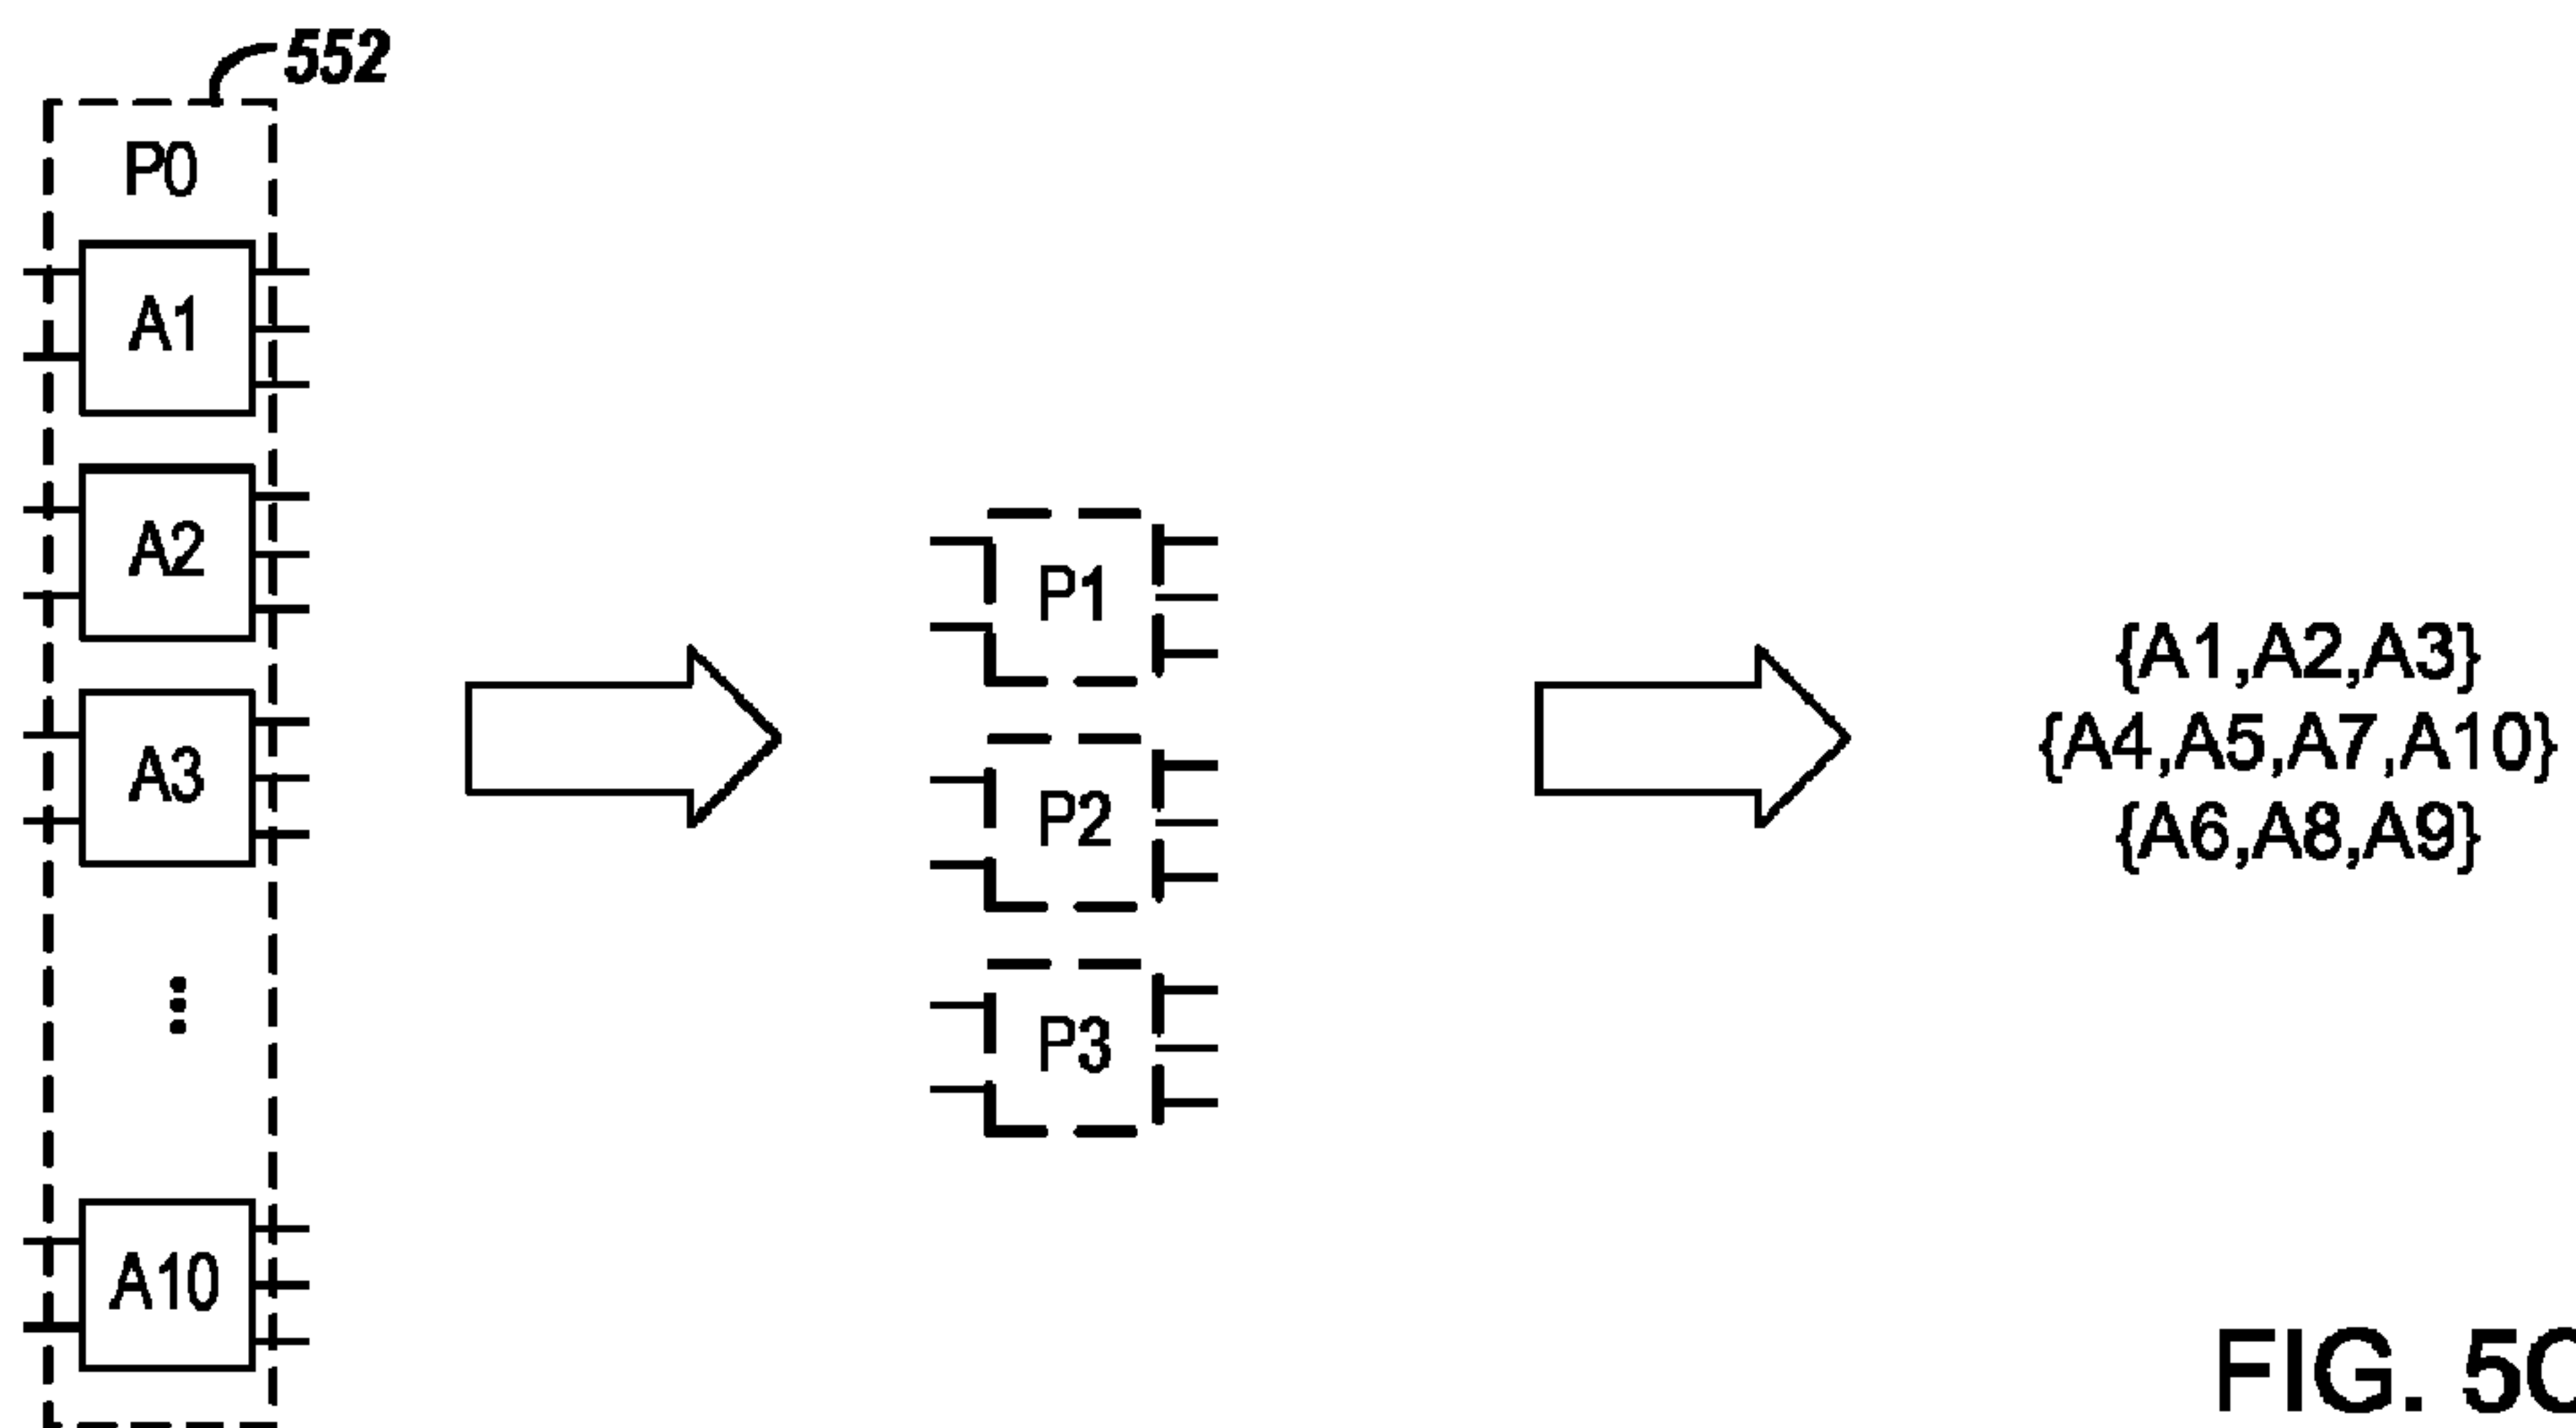 552
P0
A1
A2
A3
A10
P1
P2
P3
{A1,A2,A3}
{A4,A5,A7,A10}
{A6,A8,A9}
FIG.